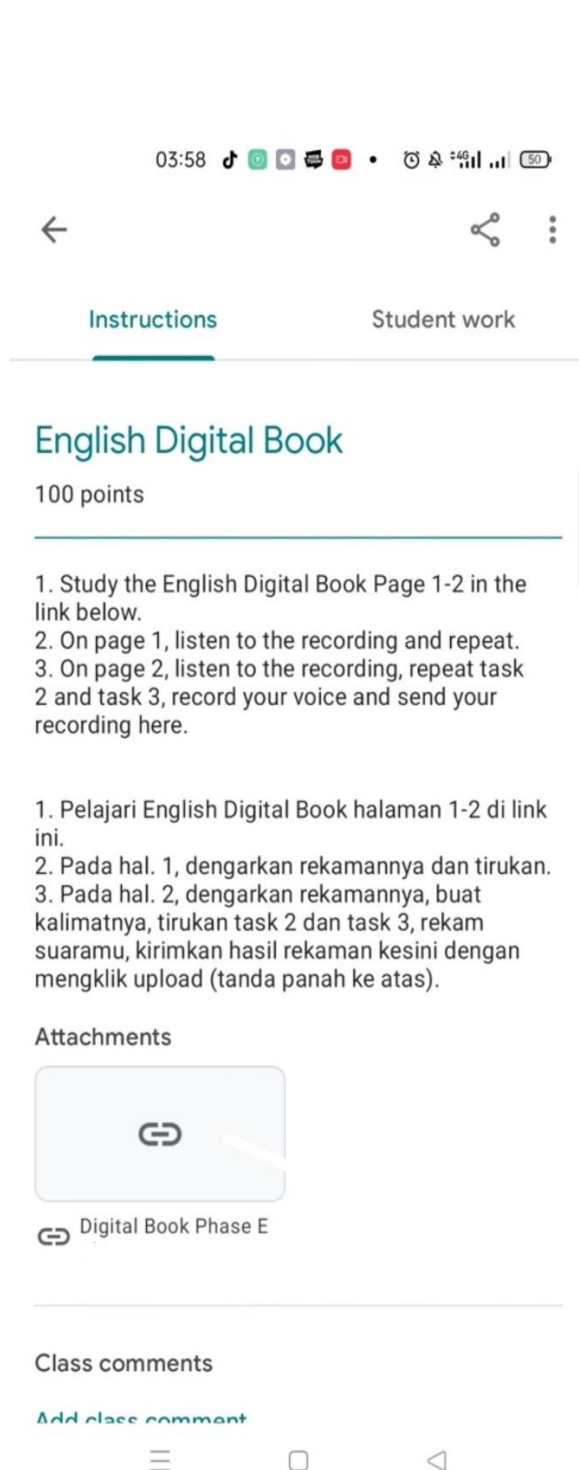 03:58
4G
50
Instructions
Student work
English Digital Book
100 points
1. Study the English Digital Book Page 1-2 in the
link below.
2. On page 1, listen to the recording and repeat.
3. On page 2, listen to the recording, repeat task
2 and task 3, record your voice and send your
recording here.
1. Pelajari English Digital Book halaman 1-2 di link
ini.
2. Pada hal. 1, dengarkan rekamannya dan tirukan.
3. Pada hal. 2, dengarkan rekamannya, buat
kalimatnya, tirukan task 2 dan task 3, rekam
suaramu, kirimkan hasil rekaman kesini dengan
mengklik upload (tanda panah ke atas).
Attachments
Digital Book Phase E
Class comments
Add class comment